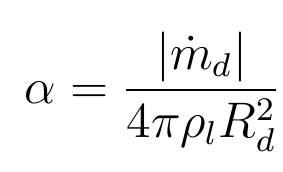 α = |ṁ_d| / 4πρ_l R_d^2